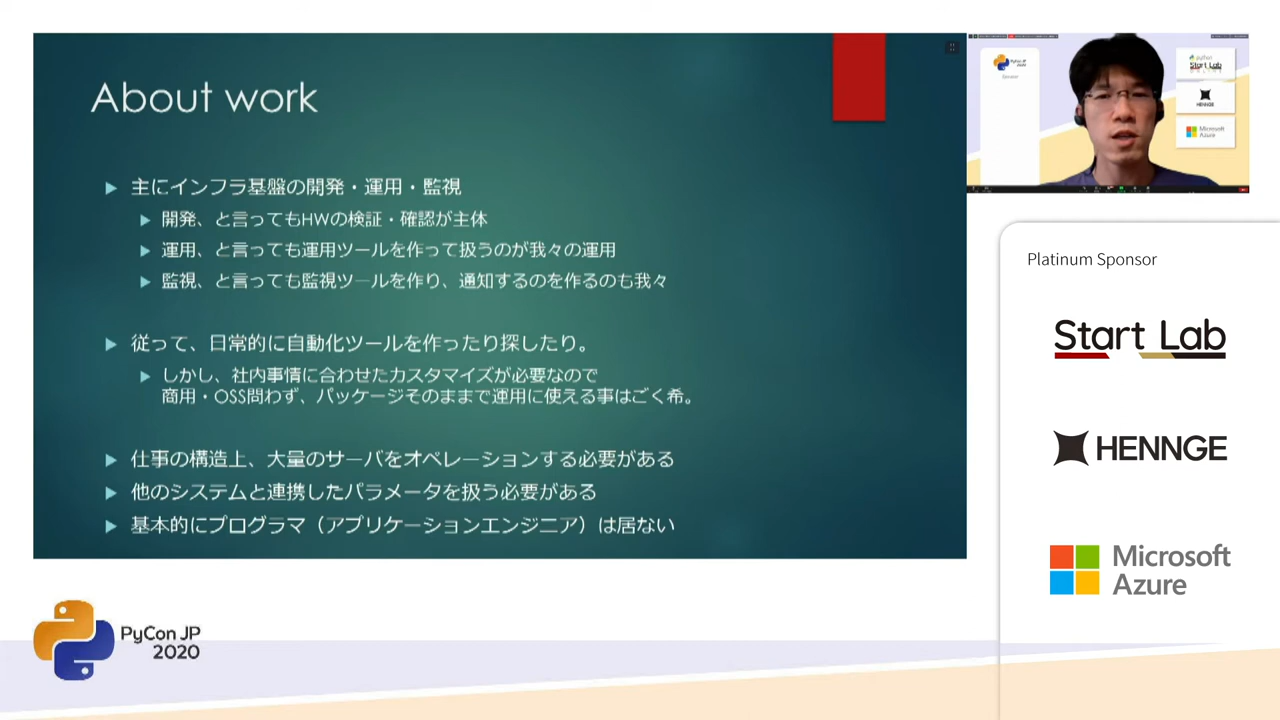 About work
主にインフラ基盤の開発・運用・監視
開発、と言ってもHWの検証・確認が主体
運用、と言っても運用ツールを作って扱うのが我々の運用
監視、と言っても監視ツールを作り、通知するのを作るのも我々
従って、日常的に自動化ツールを作ったり探したり。
しかし、社内事情に合わせたカスタマイズが必要なので
商用・OSS問わず、パッケージそのままで運用に使える事はごく希。
仕事の構造上、大量のサーバをオペレーションする必要がある
他のシステムと連携したパラメータを扱う必要がある
基本的にプログラマ（アプリケーションエンジニア）は居ない
Start Lab
HENNGE
Microsoft
Azure
Platinum Sponsor
Start Lab
HENNGE
Microsoft
Azure
PyCon JP
2020